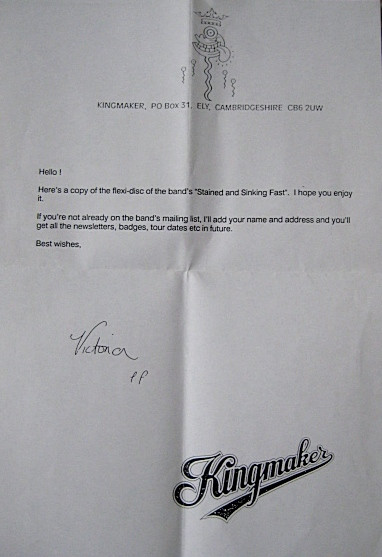 KINGMAKER, PO BOX 31, ELY, CAMBRIDGESHIRE CB6 2UW
Hello !
Here's a copy of the flexi-disc of the band's "Stained and Sinking Fast". I hope you enjoy
it.
If you're not already on the band's mailing list, I'll add your name and address and you'll
get all the newsletters, badges, tour dates etc in future.
Best wishes,
Victoria
PP
Kingmaker